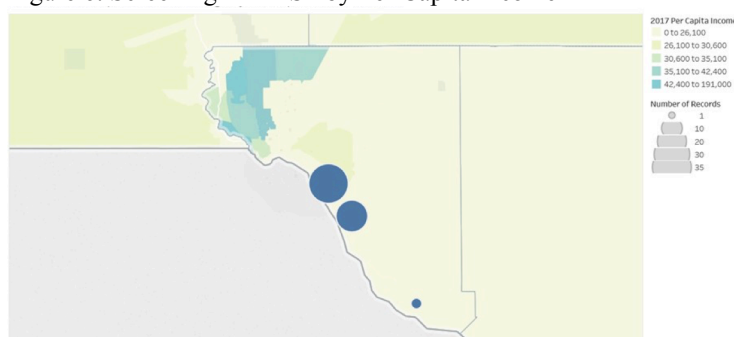 2017 Per Capita Income
0 to 26,100
26,100 to 30,600
30,600 to 35,100
35,100 to 42,400
42,400 to 191,000
Number of Records
1
10
20
30
35